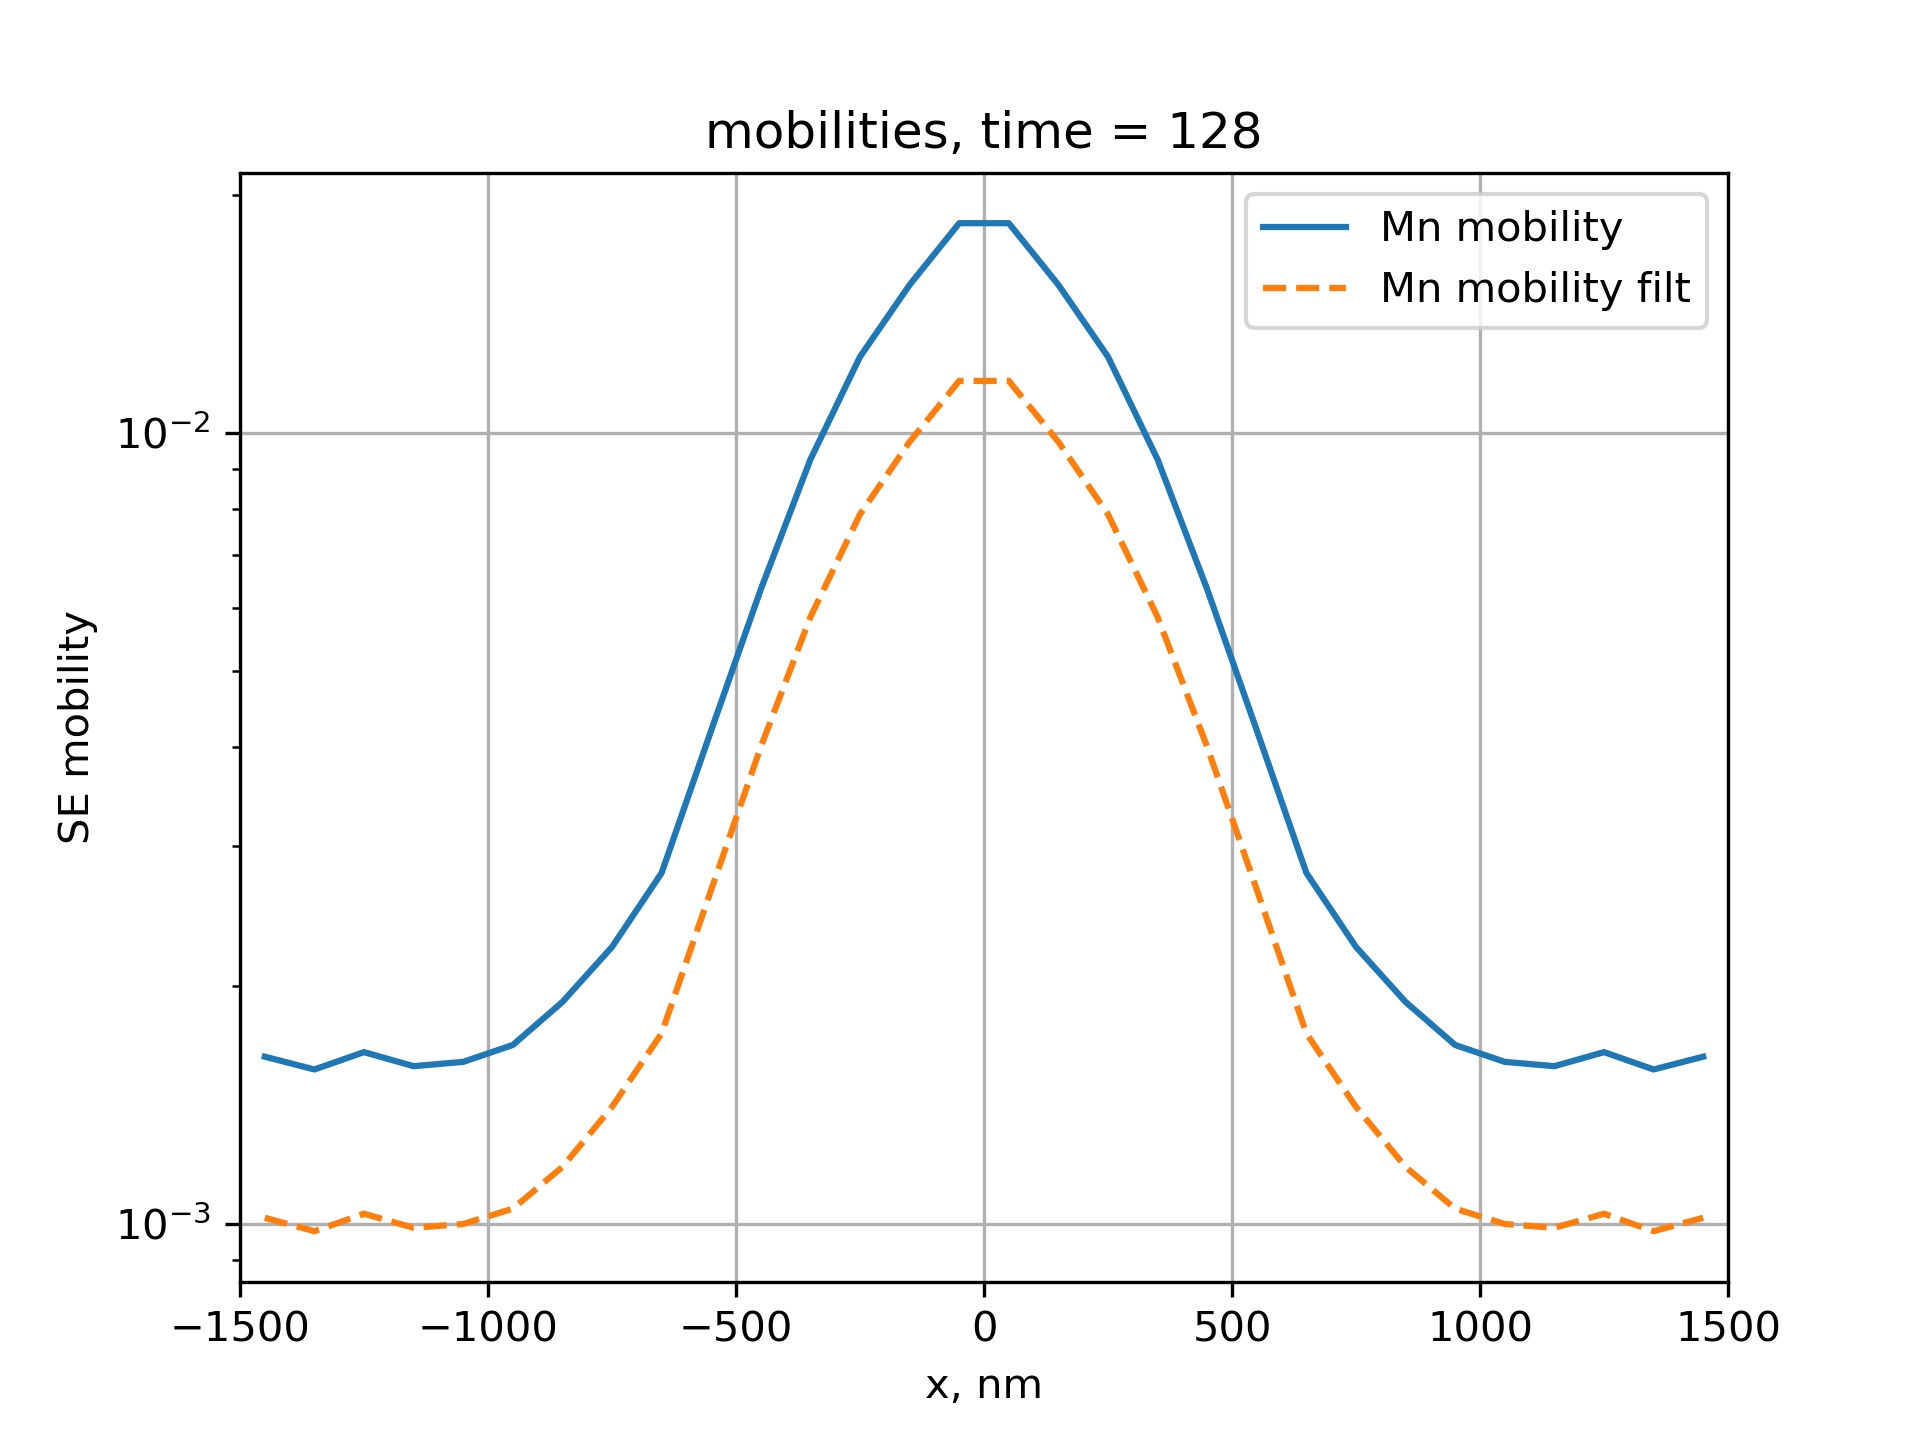 mobilities, time = 128
Mn mobility
Mn mobility filt
SE mobility
10⁻²
10⁻³
−1500 −1000 −500 0 500 1000 1500
x, nm